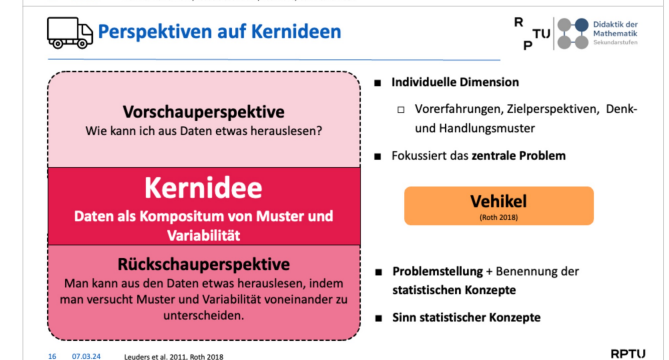 Perspektiven auf Kernideen
R
TU
P
Didaktik der
Mathematik
Sekundarstufen
Vorschauperspektive
Wie kann ich aus Daten etwas herauslesen?
Kernidee
Daten als Kompositum von Muster und
Variabilität
Rückschauperspektive
Man kann aus den Daten etwas herauslesen, indem
man versucht Muster und Variabilität voneinander zu
unterscheiden.
■ Individuelle Dimension
□ Vorerfahrungen, Zielperspektiven, Denk-
und Handlungsmuster
■ Fokussiert das zentrale Problem
Vehikel
(Roth 2018)
■ Problemstellung + Benennung der
statistischen Konzepte
■ Sinn statistischer Konzepte
16 07.03.24 Leuders et al. 2011, Roth 2018
RPTU